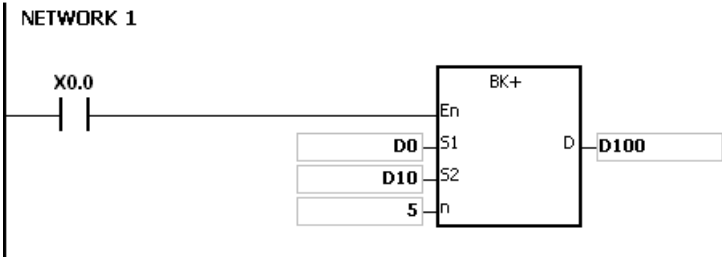 NETWORK 1
X0.0
BK+
En
D0 S1 D D100
D10 S2
5 n